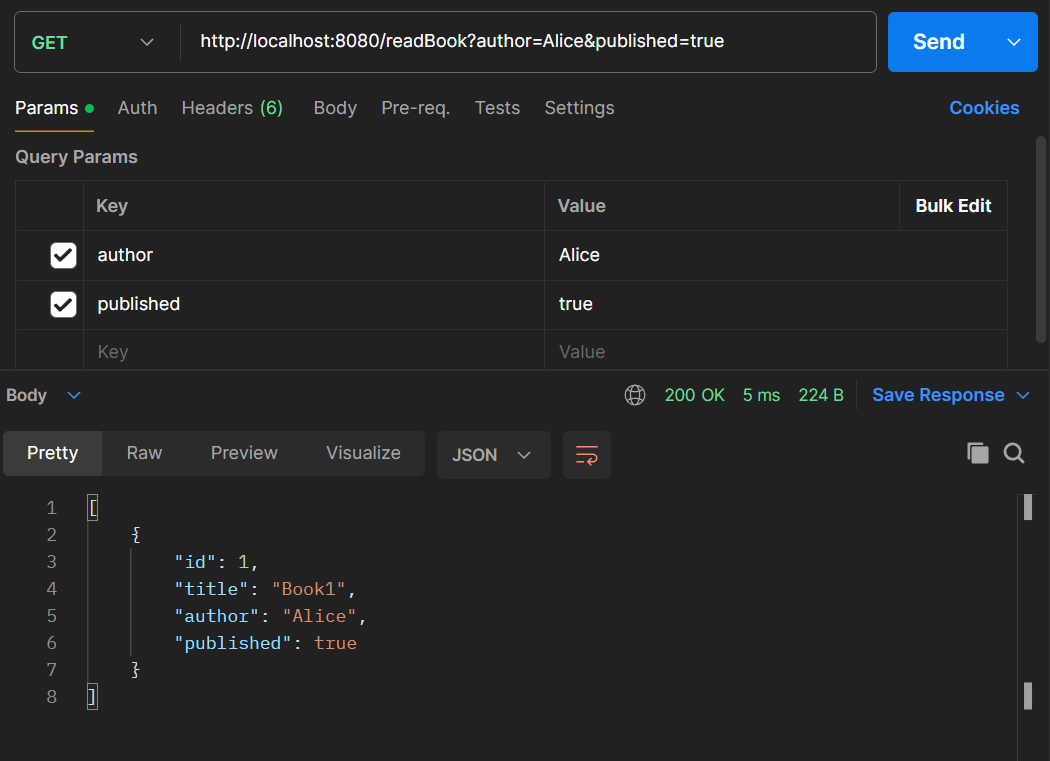 GET http://localhost:8080/readBook?author=Alice&published=true Send
Params Auth Headers (6) Body Pre-req. Tests Settings Cookies
Query Params
Key Value Bulk Edit
author Alice
published true
Key Value
Body 200 OK 5 ms 224 B Save Response
Pretty Raw Preview Visualize JSON
1 [
2 {
3 "id": 1,
4 "title": "Book1",
5 "author": "Alice",
6 "published": true
7 }
8 ]